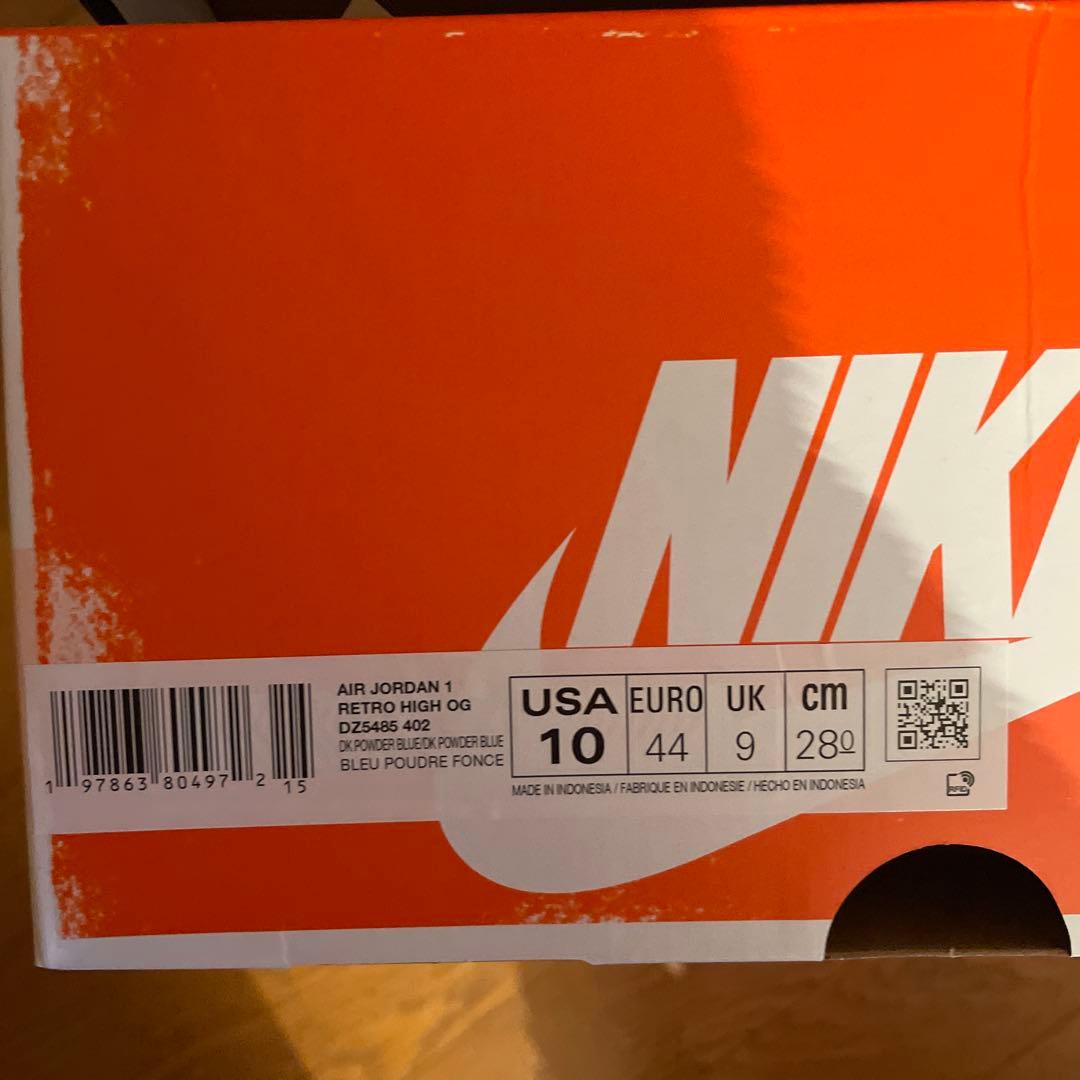 NIK
AIR JORDAN 1
RETRO HIGH OG
DZ5485 402
DK POWDER BLUE/DK POWDER BLUE
BLEU POUDRE FONCE
1 97863 80497 2 15
USA EURO UK cm
10 44 9 280
MADE IN INDONESIA / FABRIQUE EN INDONESIE / HECHO EN INDONESIA
RFID